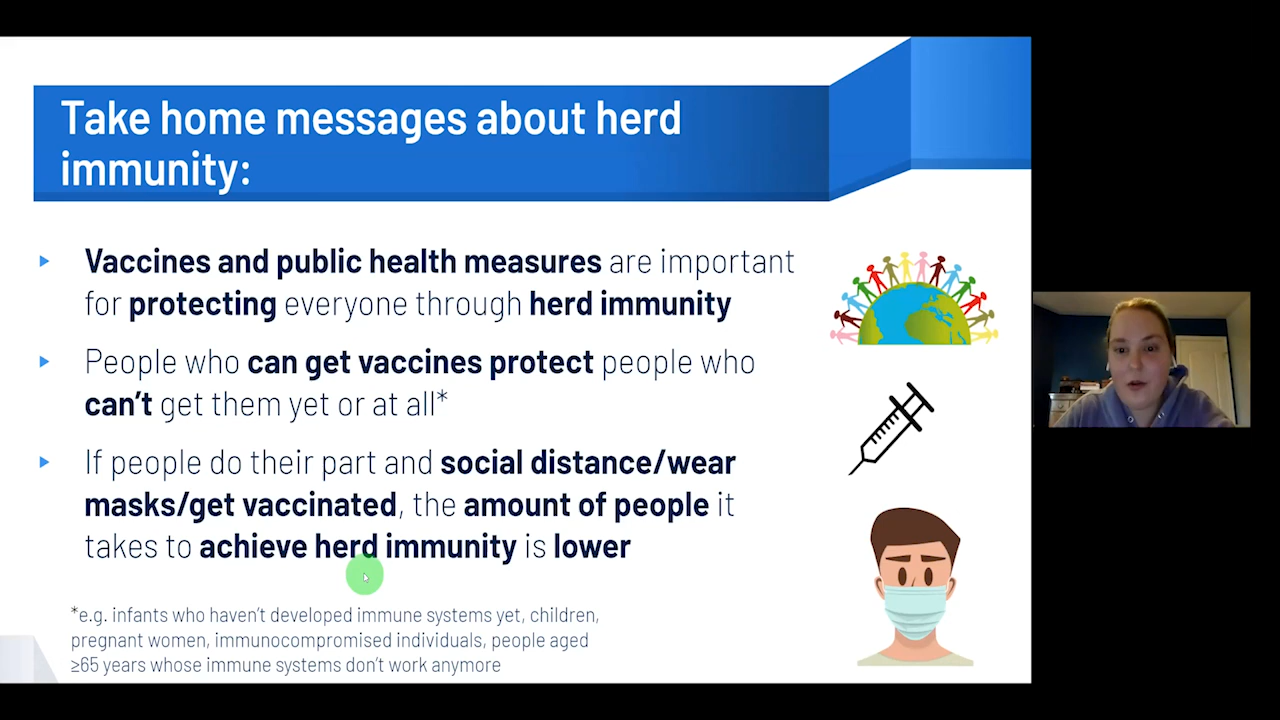 Take home messages about herd
immunity:
Vaccines and public health measures are important
for protecting everyone through herd immunity
People who can get vaccines protect people who
can't get them yet or at all*
If people do their part and social distance/wear
masks/get vaccinated, the amount of people it
takes to achieve herd immunity is lower
*e.g. infants who haven't developed immune systems yet, children,
pregnant women, immunocompromised individuals, people aged
≥65 years whose immune systems don't work anymore